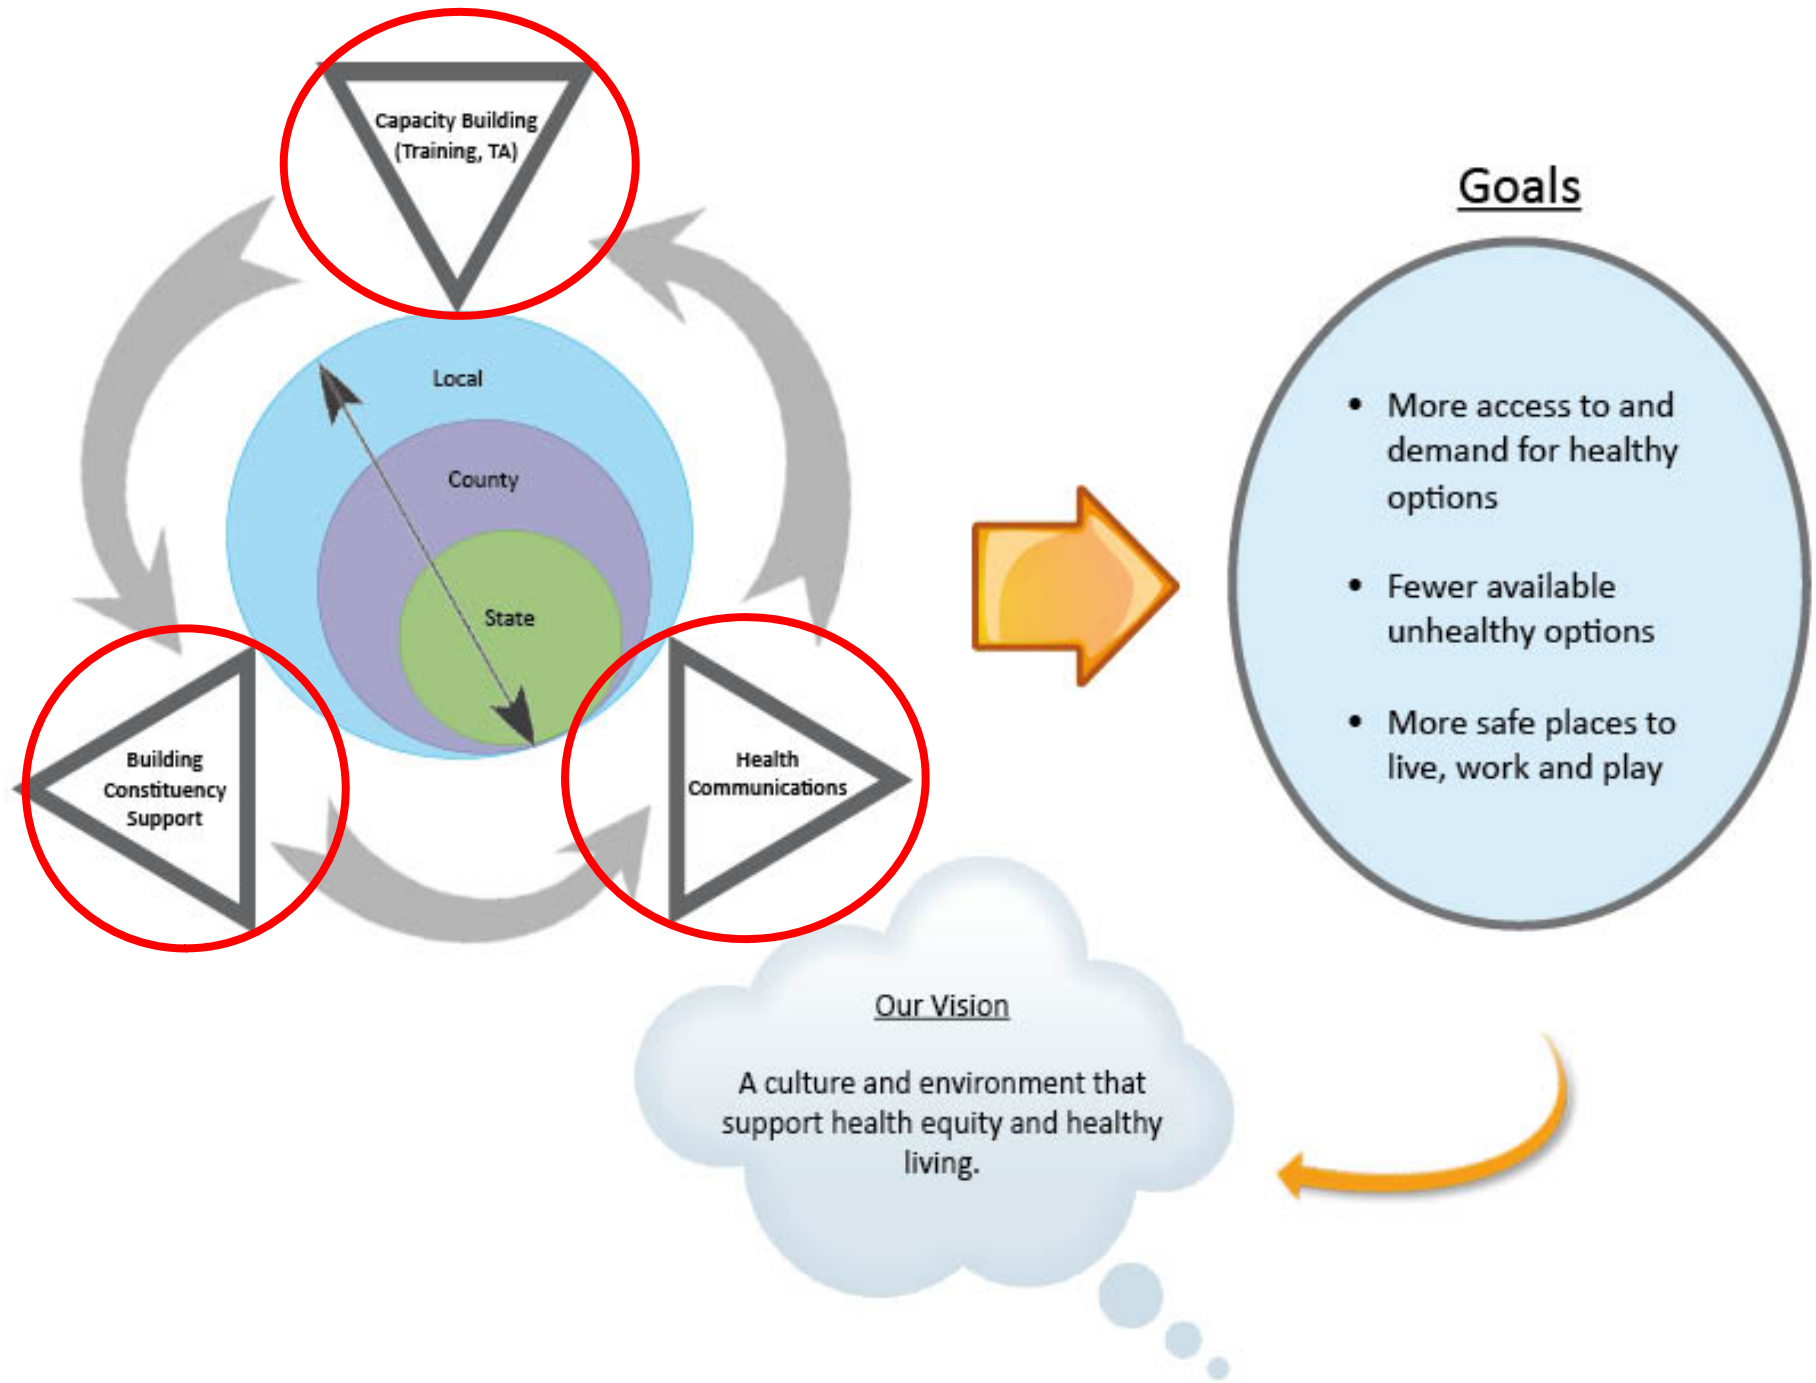 Capacity Building
(Training, TA)
Local
County
State
Building
Constituency
Support
Health
Communications
Goals
• More access to and
demand for healthy
options
• Fewer available
unhealthy options
• More safe places to
live, work and play
Our Vision
A culture and environment that
support health equity and healthy
living.